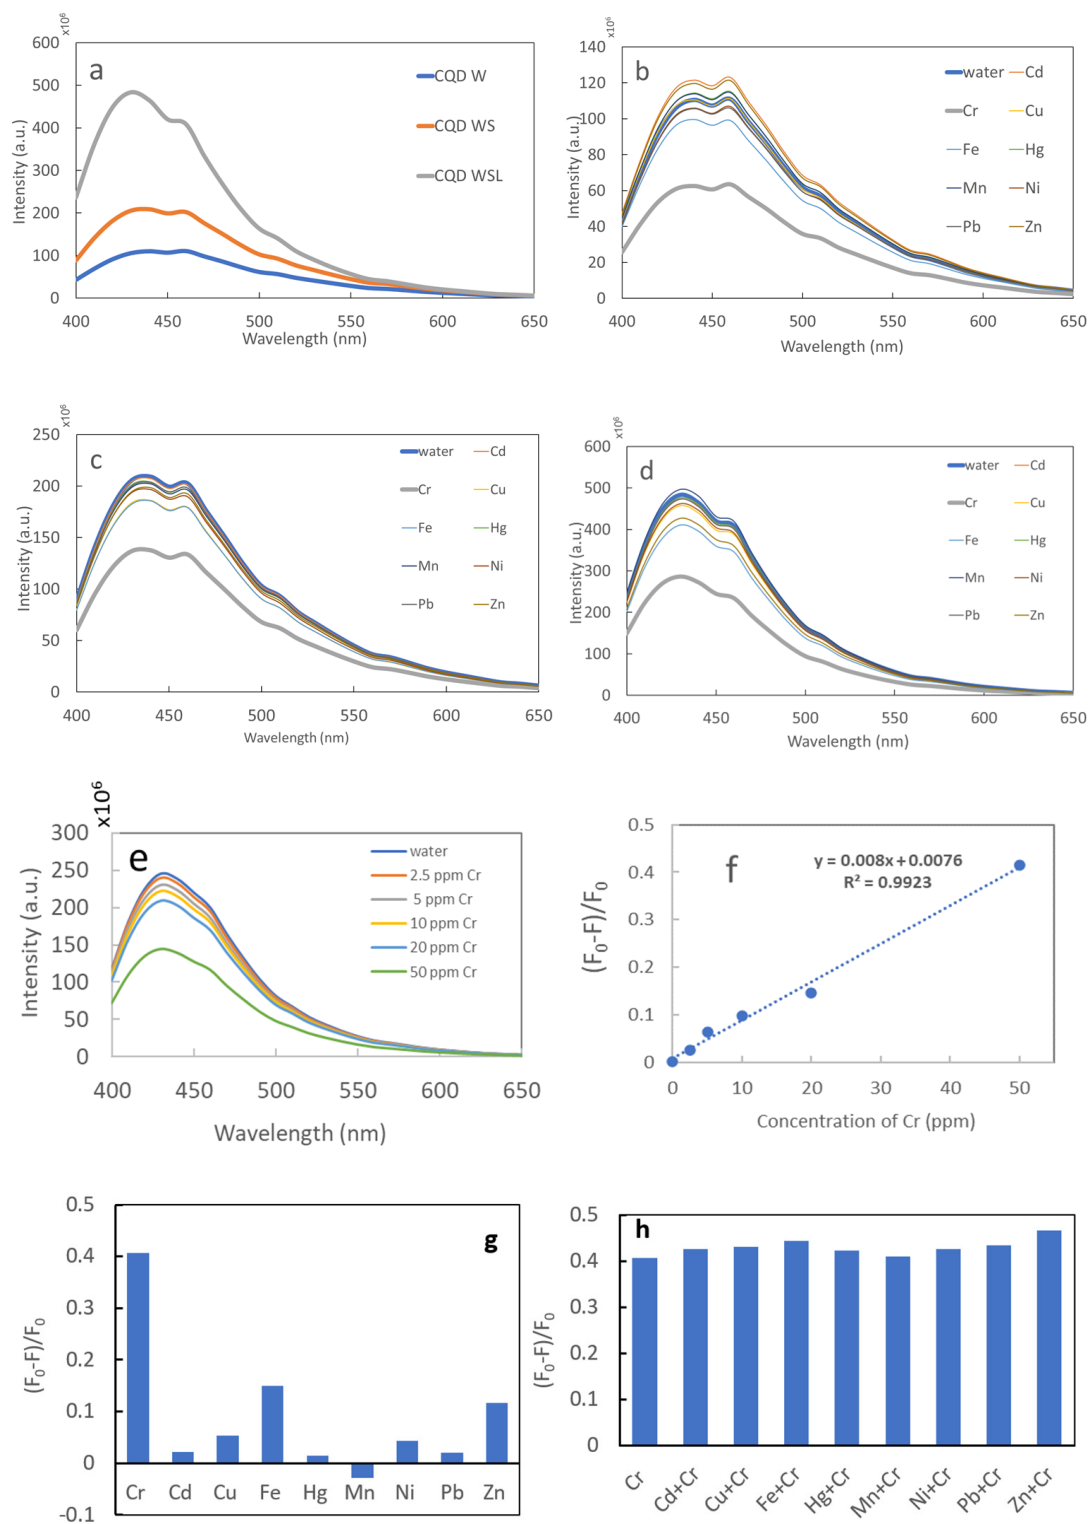 x10⁶
600
500
400
300
200
100
0
Intensity (a.u.)
a
CQD W
CQD WS
CQD WSL
400 450 500 550 600 650
Wavelength (nm)
x10⁶
140
120
100
80
60
40
20
0
Intensity (a.u.)
b
water Cd
Cr Cu
Fe Hg
Mn Ni
Pb Zn
400 450 500 550 600 650
Wavelength (nm)
x10⁶
250
200
150
100
50
0
Intensity (a.u.)
c
water Cd
Cr Cu
Fe Hg
Mn Ni
Pb Zn
400 450 500 550 600 650
Wavelength (nm)
x10⁶
600
500
400
300
200
100
0
Intensity (a.u.)
d
water Cd
Cr Cu
Fe Hg
Mn Ni
Pb Zn
400 450 500 550 600 650
Wavelength (nm)
x10⁶
300
250
200
150
100
50
0
Intensity (a.u.)
e
water
2.5 ppm Cr
5 ppm Cr
10 ppm Cr
20 ppm Cr
50 ppm Cr
400 450 500 550 600 650
Wavelength (nm)
0.5
0.4
0.3
0.2
0.1
0
(F₀-F)/F₀
f
y = 0.008x + 0.0076
R² = 0.9923
0 10 20 30 40 50
Concentration of Cr (ppm)
0.5
0.4
0.3
0.2
0.1
0
-0.1
(F₀-F)/F₀
g
Cr Cd Cu Fe Hg Mn Ni Pb Zn
0.5
0.4
0.3
0.2
0.1
0
(F₀-F)/F₀
h
Cr Cd+Cr Cu+Cr Fe+Cr Hg+Cr Mn+Cr Ni+Cr Pb+Cr Zn+Cr